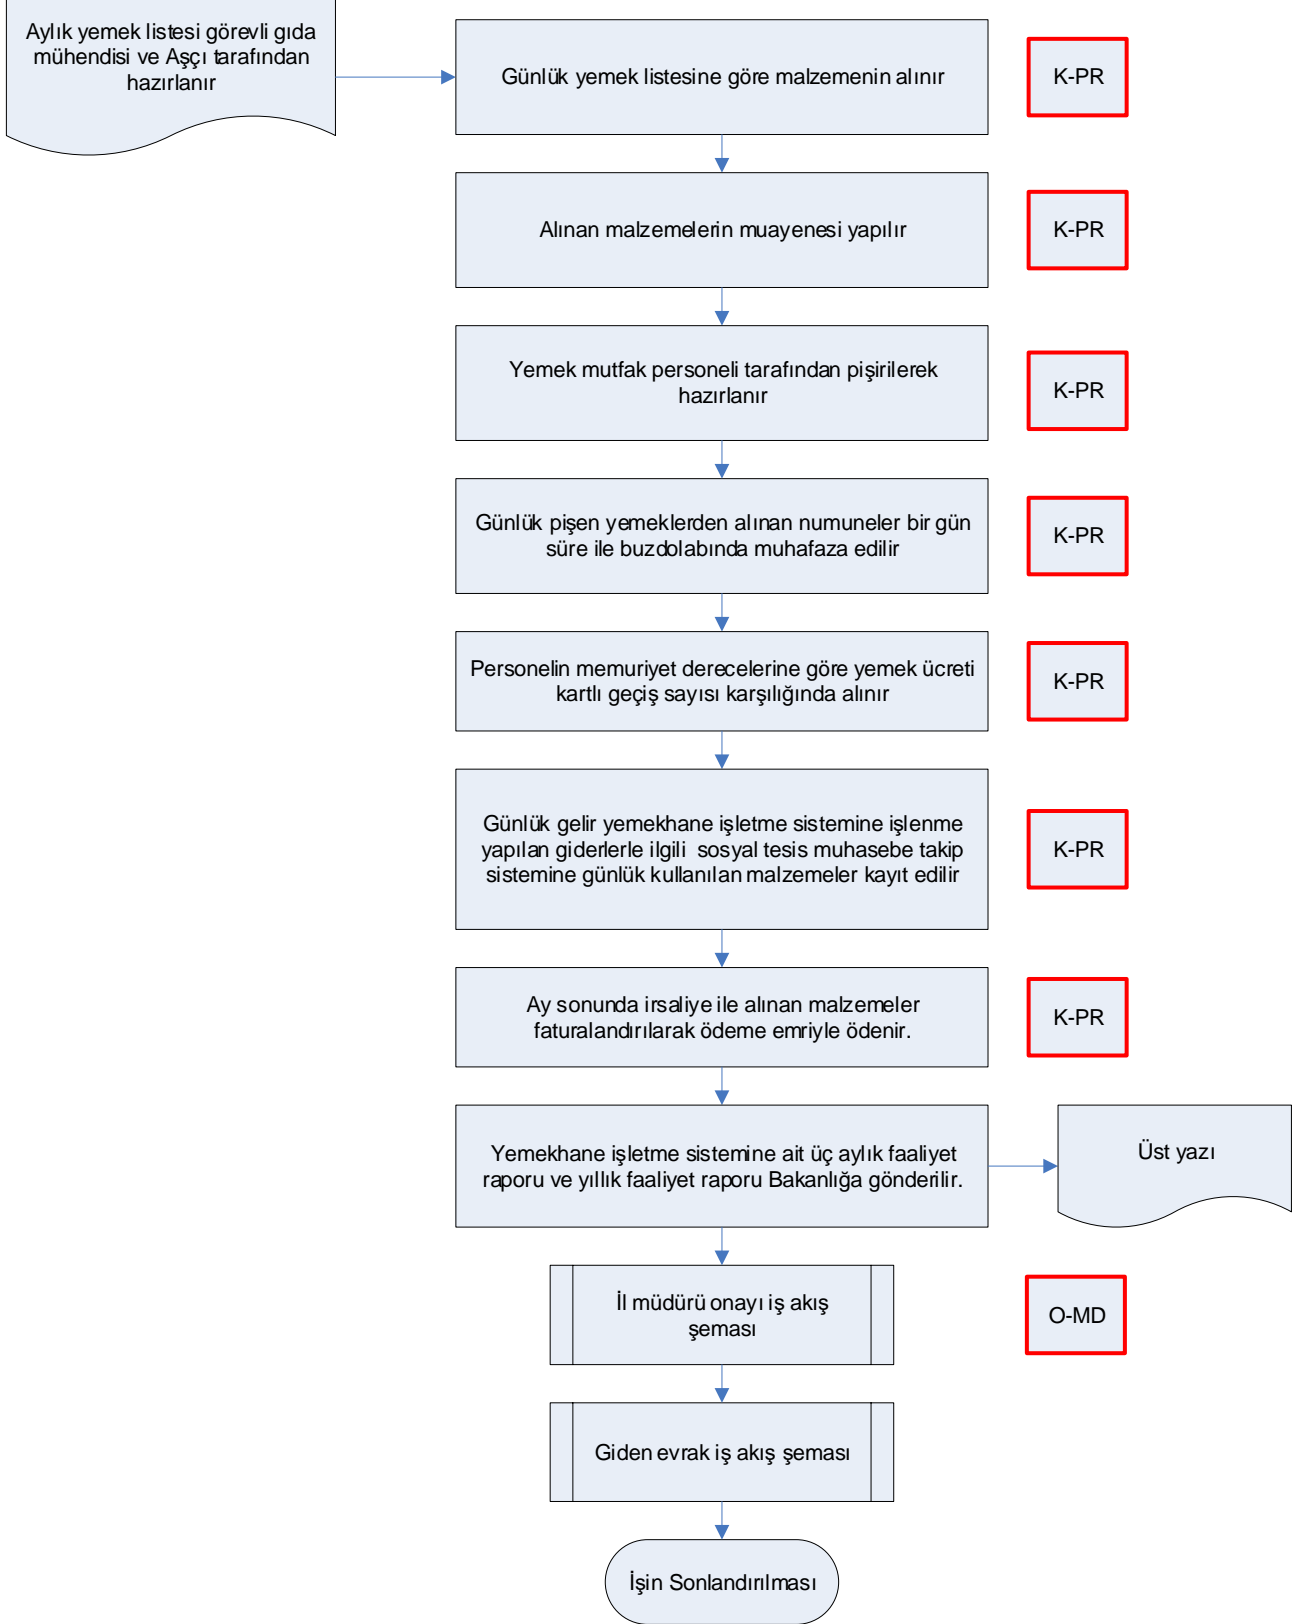 Aylık yemek listesi görevli gıda
mühendisi ve Aşçı tarafından
hazırlanır
Günlük yemek listesine göre malzemenin alınır
K-PR
Alınan malzemelerin muayenesi yapılır
K-PR
Yemek mutfak personeli tarafından pişirilerek
hazırlanır
K-PR
Günlük pişen yemeklerden alınan numuneler bir gün
süre ile buzdolabında muhafaza edilir
K-PR
Personelin memuriyet derecelerine göre yemek ücreti
kartlı geçiş sayısı karşılığında alınır
K-PR
Günlük gelir yemekhane işletme sistemine işlenme
yapılan giderlerle ilgili sosyal tesis muhasebe takip
sistemine günlük kullanılan malzemeler kayıt edilir
K-PR
Ay sonunda irsaliye ile alınan malzemeler
faturalandırılarak ödeme emriyle ödenir.
K-PR
Yemekhane işletme sistemine ait üç aylık faaliyet
raporu ve yıllık faaliyet raporu Bakanlığa gönderilir.
Üst yazı
İl müdürü onayı iş akış
şeması
O-MD
Giden evrak iş akış şeması
İşin Sonlandırılması